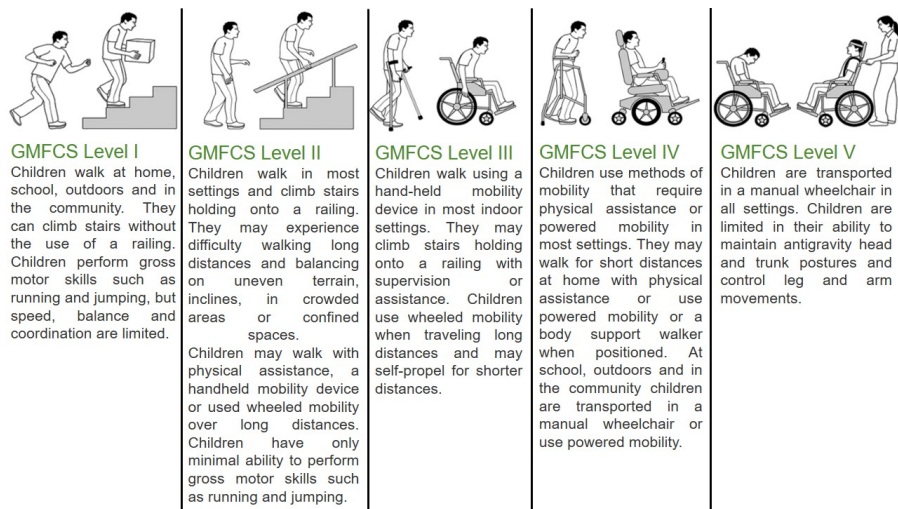 GMFCS Level I
Children walk at home,
school, outdoors and in
the community. They
can climb stairs without
the use of a railing.
Children perform gross
motor skills such as
running and jumping, but
speed, balance and
coordination are limited.
GMFCS Level II
Children walk in most
settings and climb stairs
holding onto a railing.
They may experience
difficulty walking long
distances and balancing
on uneven terrain,
inclines, in crowded
areas or confined
spaces.
Children may walk with
physical assistance, a
handheld mobility device
or used wheeled mobility
over long distances.
Children have only
minimal ability to perform
gross motor skills such
as running and jumping.
GMFCS Level III
Children walk using a
hand-held mobility
device in most indoor
settings. They may
climb stairs holding
onto a railing with
supervision or
assistance. Children
use wheeled mobility
when traveling long
distances and may
self-propel for shorter
distances.
GMFCS Level IV
Children use methods of
mobility that require
physical assistance or
powered mobility in
most settings. They may
walk for short distances
at home with physical
assistance or use
powered mobility or a
body support walker
when positioned. At
school, outdoors and in
the community children
are transported in a
manual wheelchair or
use powered mobility.
GMFCS Level V
Children are transported
in a manual wheelchair in
all settings. Children are
limited in their ability to
maintain antigravity head
and trunk postures and
control leg and arm
movements.